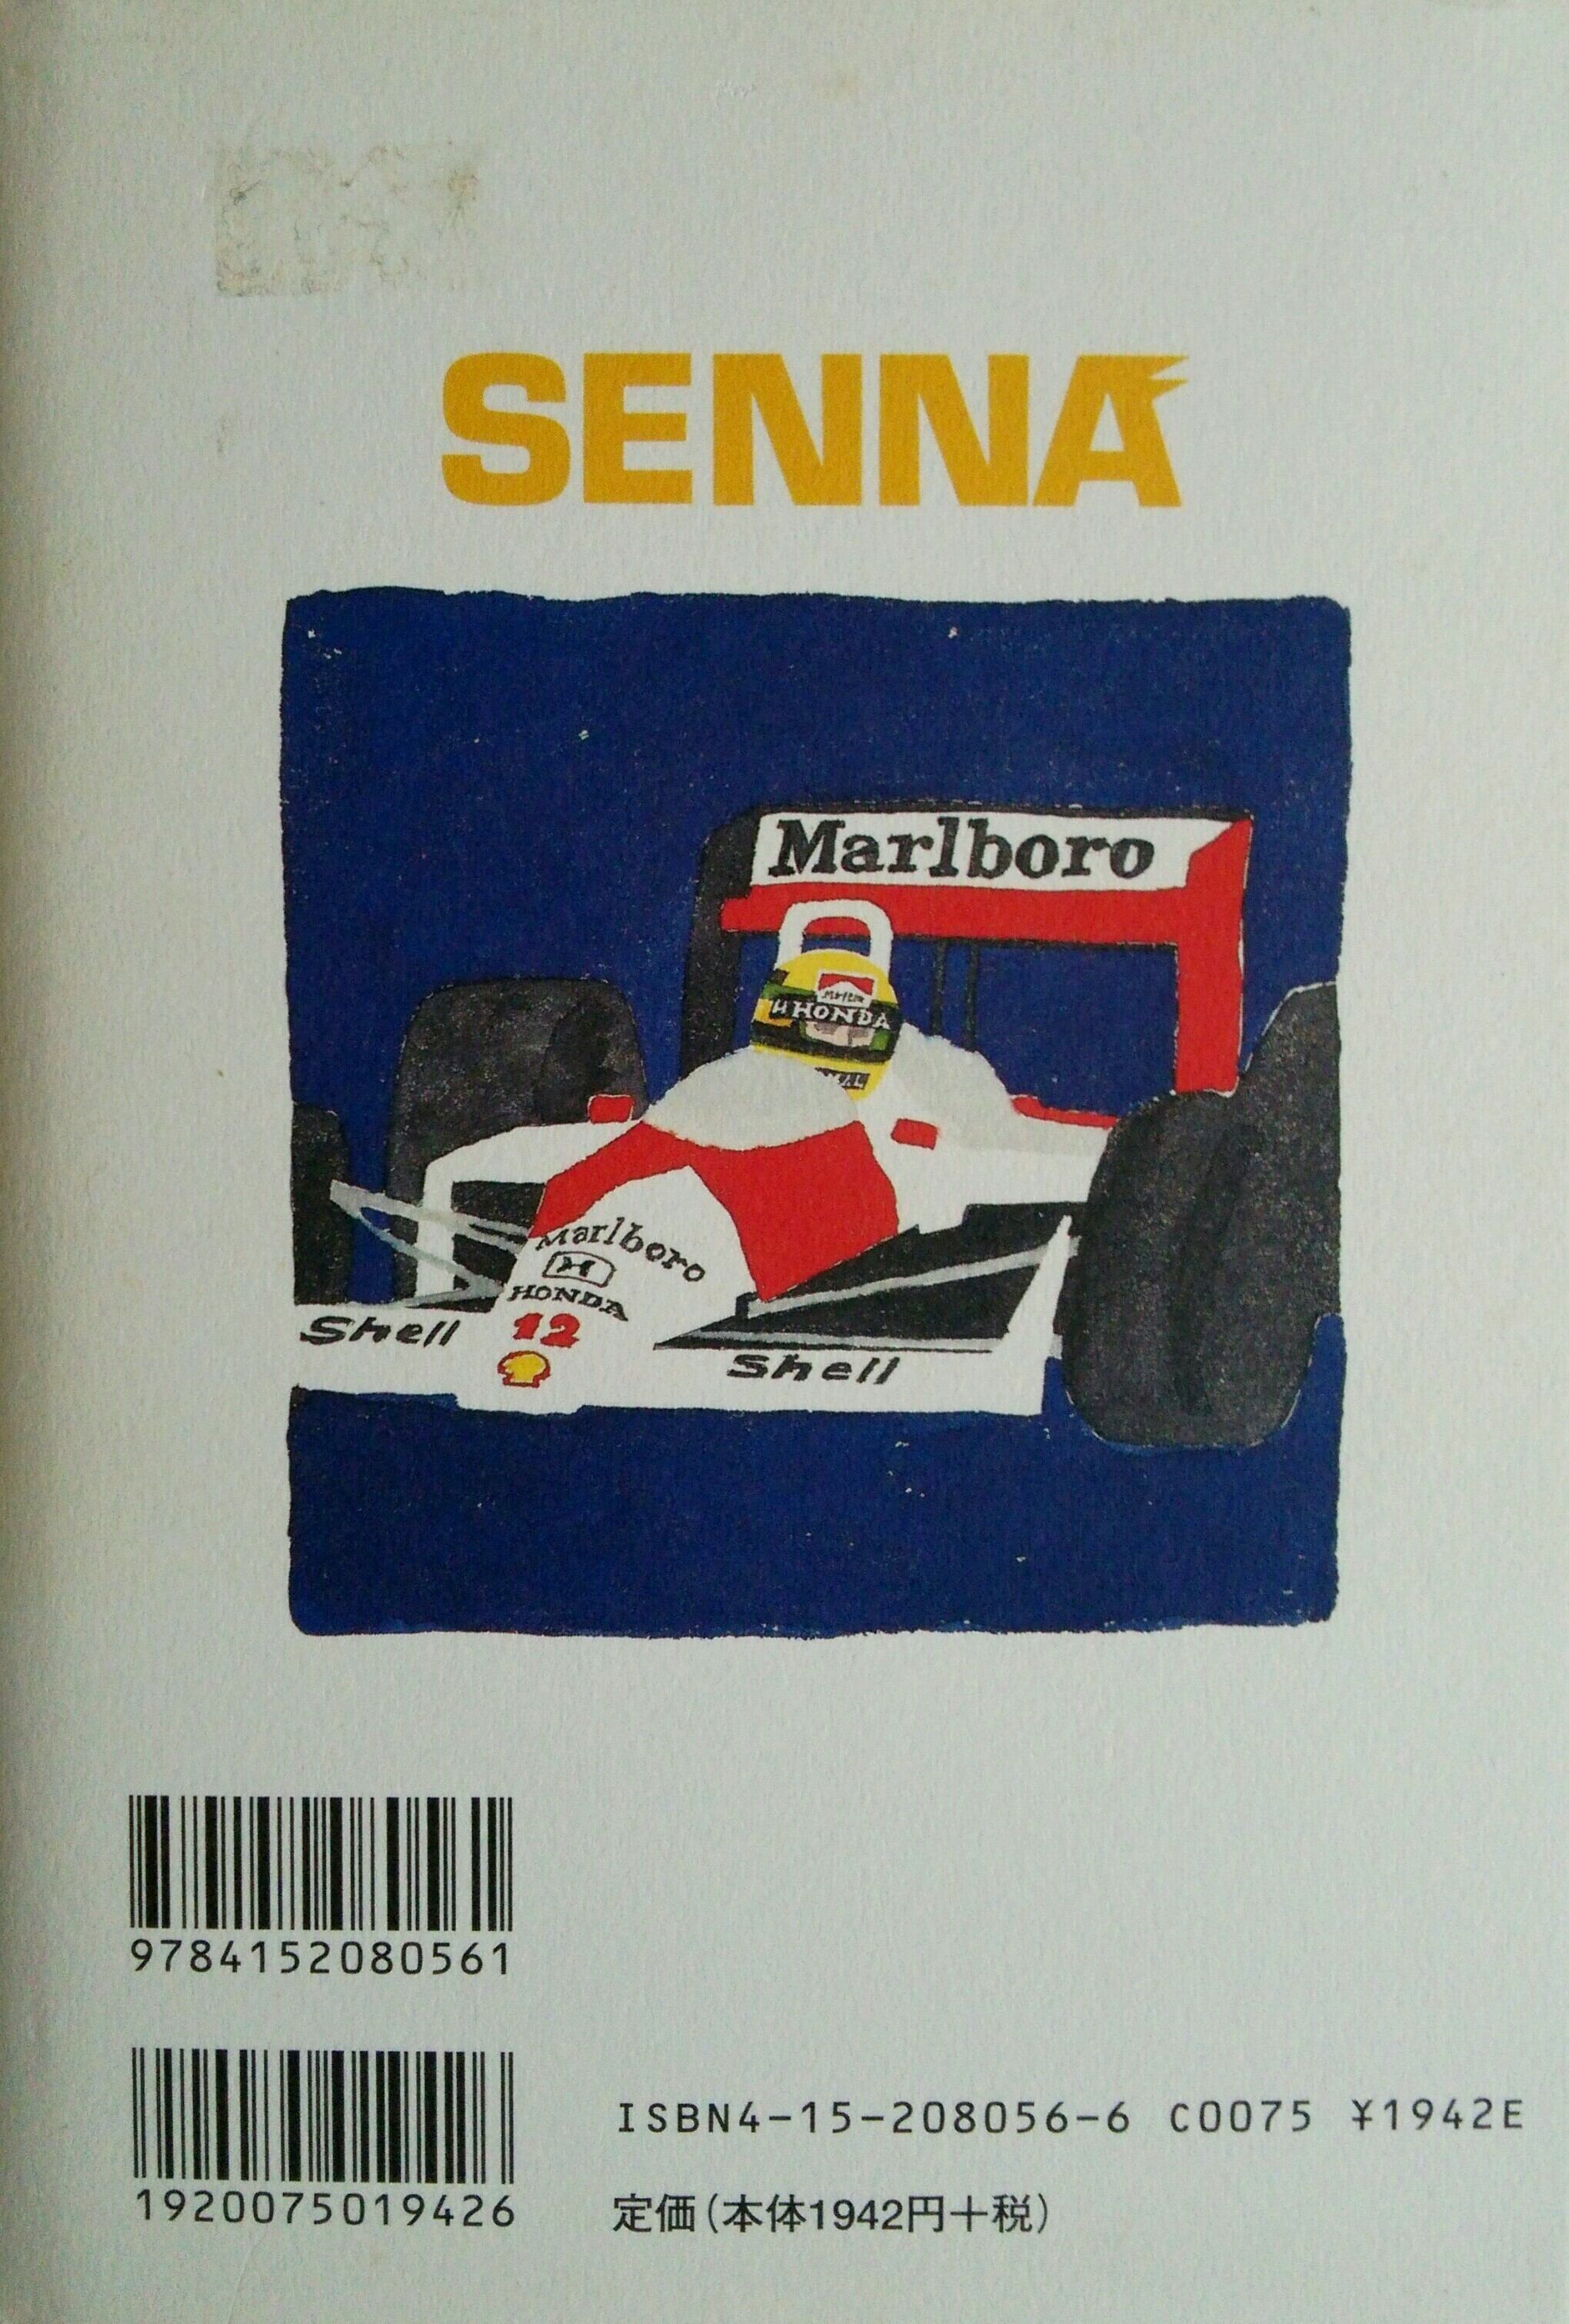 SENNA
Marlboro
HONDA
Marlboro
HONDA
12
Shell
Shell
9784152080561
1920075019426
ISBN4-15-208056-6 C0075 ¥1942E
定価(本体1942円+税)